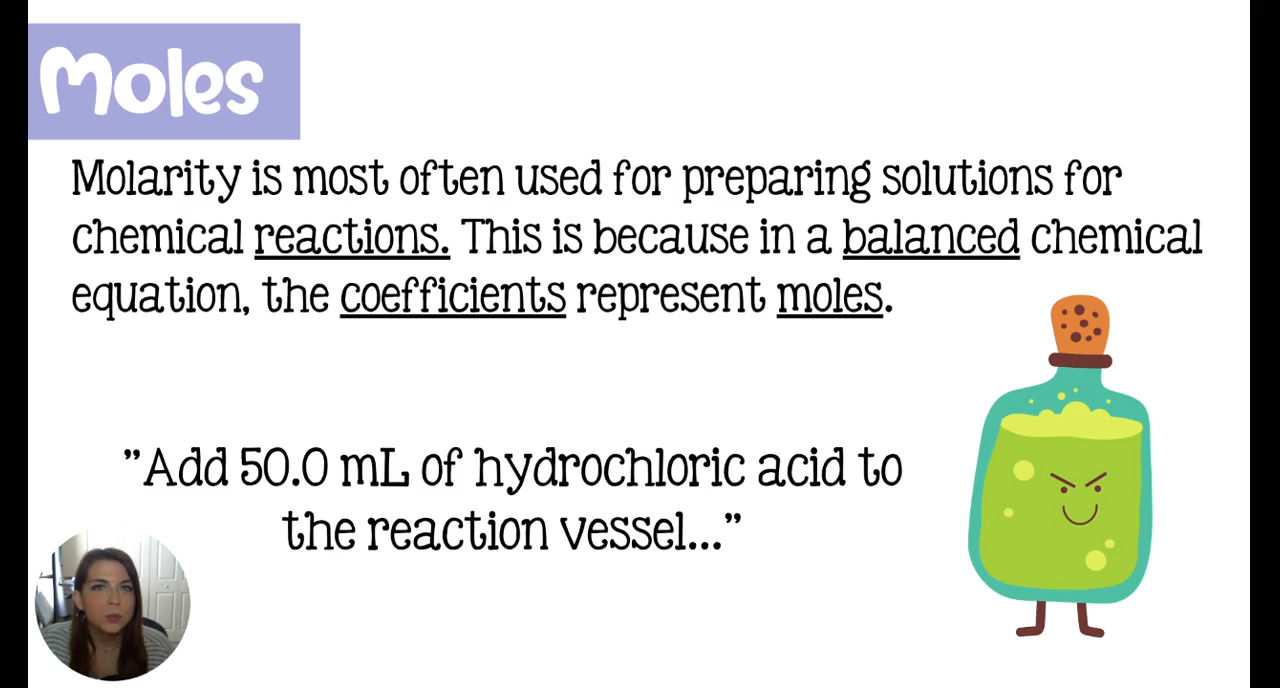 Moles
Molarity is most often used for preparing solutions for
chemical reactions. This is because in a balanced chemical
equation, the coefficients represent moles.
”Add 50.0 mL of hydrochloric acid to
the reaction vessel...”